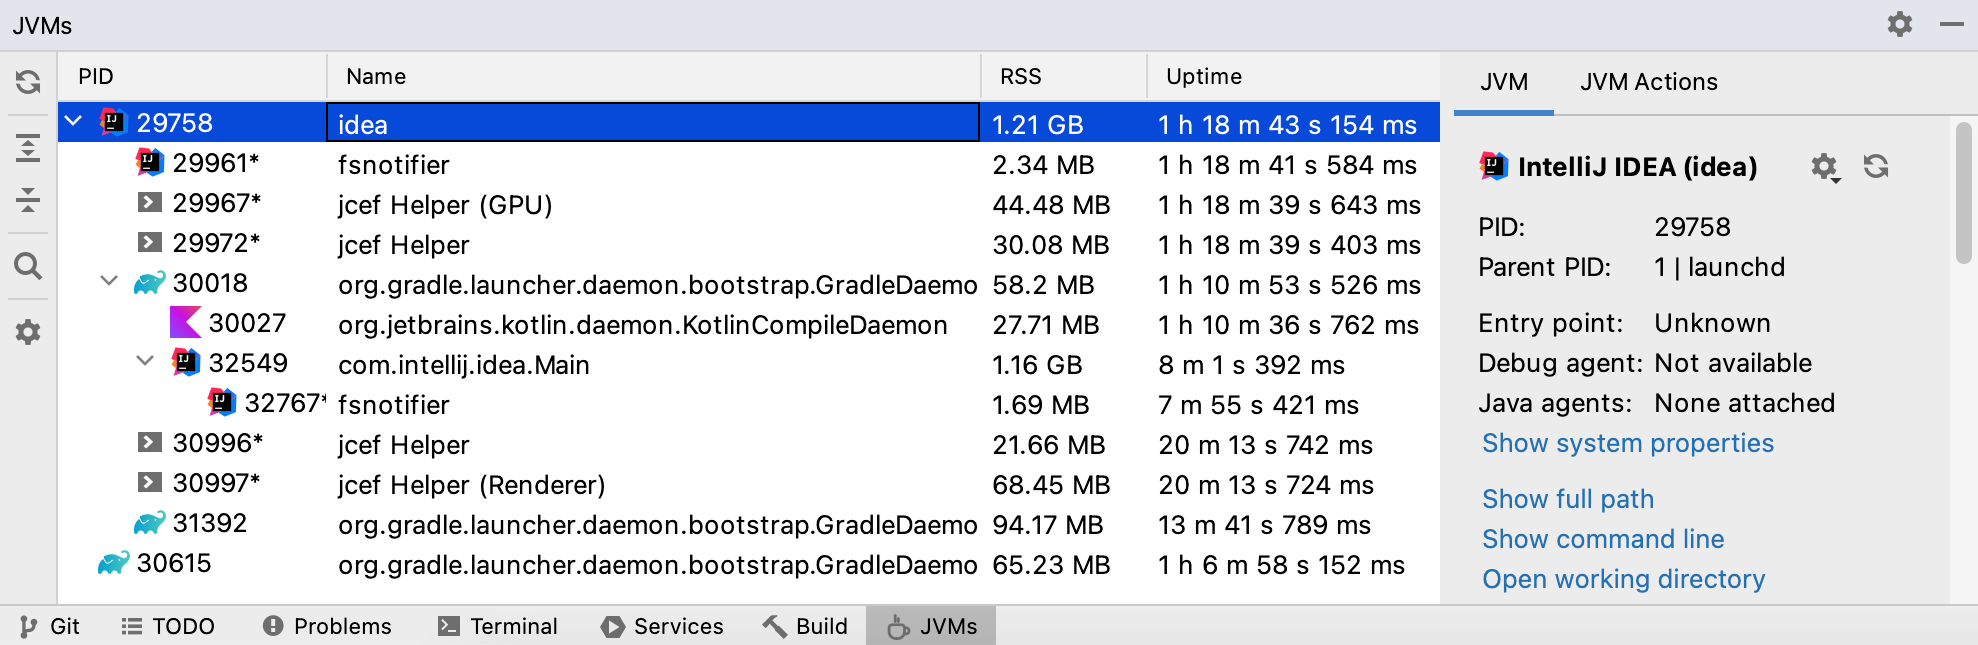 JVMs
PID Name RSS Uptime
29758 idea 1.21 GB 1 h 18 m 43 s 154 ms
29961* fsnotifier 2.34 MB 1 h 18 m 41 s 584 ms
29967* jcef Helper (GPU) 44.48 MB 1 h 18 m 39 s 643 ms
29972* jcef Helper 30.08 MB 1 h 18 m 39 s 403 ms
30018 org.gradle.launcher.daemon.bootstrap.GradleDaemo 58.2 MB 1 h 10 m 53 s 526 ms
30027 org.jetbrains.kotlin.daemon.KotlinCompileDaemon 27.71 MB 1 h 10 m 36 s 762 ms
32549 com.intellij.idea.Main 1.16 GB 8 m 1 s 392 ms
32767* fsnotifier 1.69 MB 7 m 55 s 421 ms
30996* jcef Helper 21.66 MB 20 m 13 s 742 ms
30997* jcef Helper (Renderer) 68.45 MB 20 m 13 s 724 ms
31392 org.gradle.launcher.daemon.bootstrap.GradleDaemo 94.17 MB 13 m 41 s 789 ms
30615 org.gradle.launcher.daemon.bootstrap.GradleDaemo 65.23 MB 1 h 6 m 58 s 152 ms
JVM JVM Actions
IntelliJ IDEA (idea)
PID: 29758
Parent PID: 1 | launchd
Entry point: Unknown
Debug agent: Not available
Java agents: None attached
Show system properties
Show full path
Show command line
Open working directory
Git TODO Problems Terminal Services Build JVMs